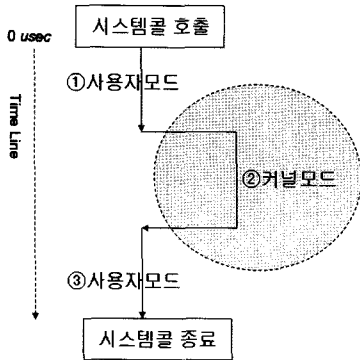 시스템콜 호출
0 usec
①사용자모드
Time Line
②커널모드
③사용자모드
시스템콜 종료